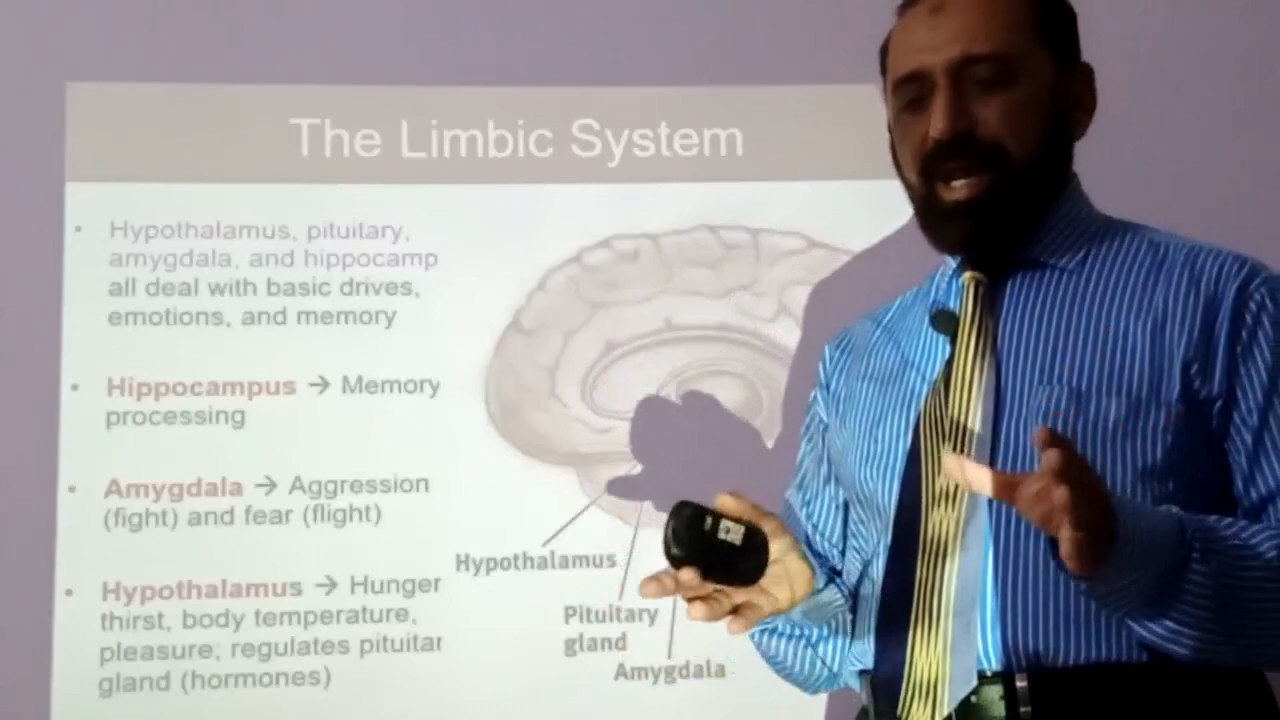 The Limbic System
• Hypothalamus, pituitary,
amygdala, and hippocamp
all deal with basic drives,
emotions, and memory
• Hippocampus → Memory
processing
• Amygdala → Aggression
(fight) and fear (flight)
• Hypothalamus → Hunger
thirst, body temperature,
pleasure; regulates pituitar
gland (hormones)
Hypothalamus
Pituitary
gland
Amygdala